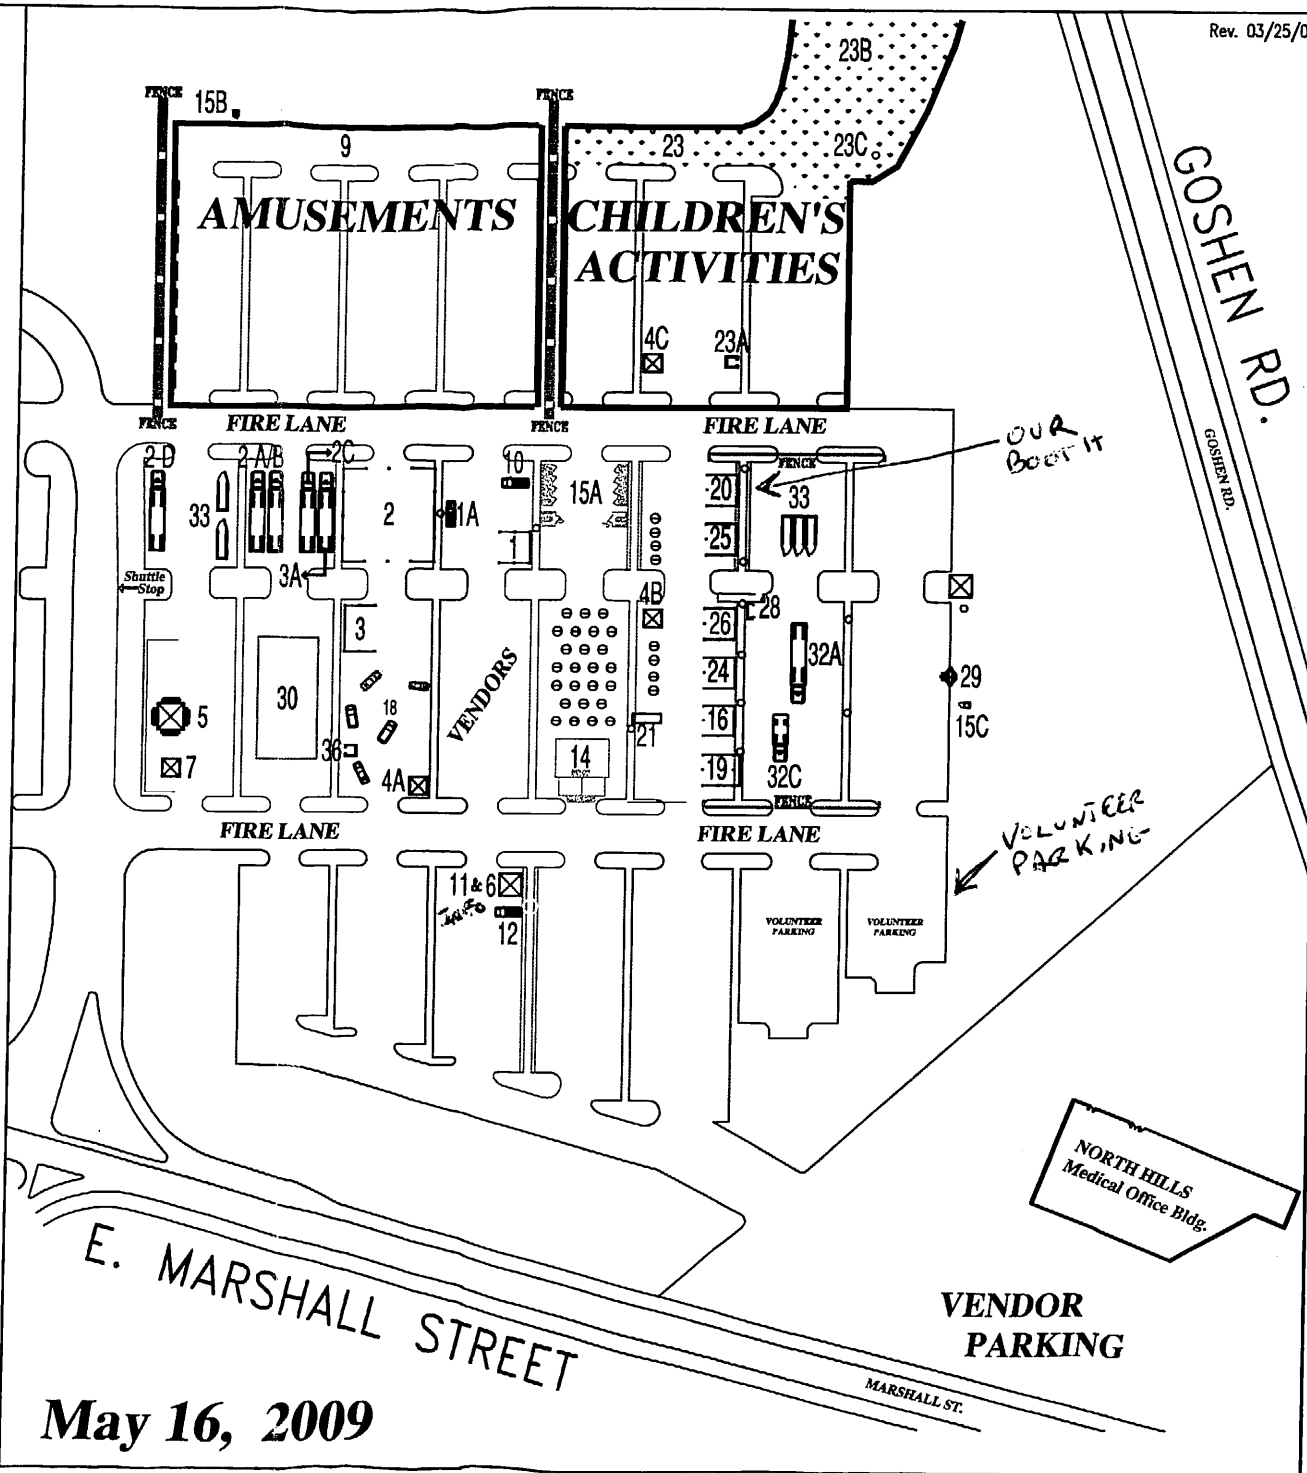 Rev. 03/25/0
23B
FENCE
15B
FENCE
9
23
23C
AMUSEMENTS
CHILDREN'S
ACTIVITIES
GOSHEN RD.
4C
23A
FENCE
FIRE LANE
FENCE
FIRE LANE
OUR
BOOTH
GOSHEN RD.
2-D
2 A/B
2C
10
FENCE
33
2
1A
15A
20
33
1
25
3A
Shuttle
Stop
4B
28
3
26
32A
VENDORS
24
29
5
30
18
16
15C
36
21
7
4A
14
19
32C
FENCE
FIRE LANE
FIRE LANE
VOLUNTEER
PARKING
11 & 6
12
VOLUNTEER
PARKING
VOLUNTEER
PARKING
NORTH HILLS
Medical Office Bldg.
E. MARSHALL STREET
VENDOR
PARKING
MARSHALL ST.
May 16, 2009